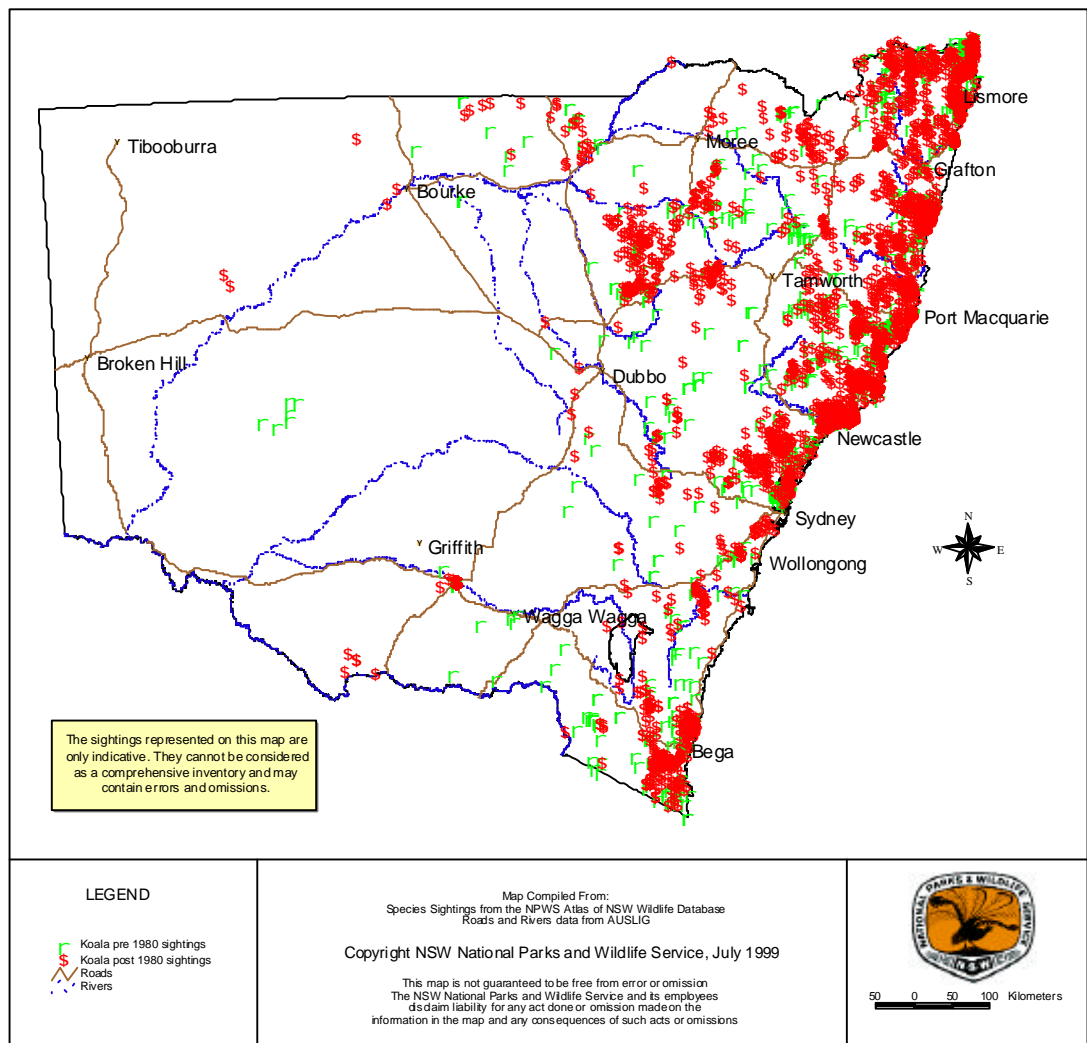 Tibooburra
Lismore
Moree
Grafton
Bourke
Tamworth
Port Macquarie
Broken Hill
Dubbo
Newcastle
Sydney
Griffith
Wollongong
Wagga Wagga
Bega
N
W E
S
The sightings represented on this map are
only indicative. They cannot be considered
as a comprehensive inventory and may
contain errors and omissions.
LEGEND
r Koala pre 1980 sightings
$ Koala post 1980 sightings
Roads
Rivers
Map Compiled From:
Species Sightings from the NPWS Atlas of NSW Wildlife Database
Roads and Rivers data from AUSLIG
Copyright NSW National Parks and Wildlife Service, July 1999
This map is not guaranteed to be free from error or omission
The NSW National Parks and Wildlife Service and its employees
disclaim liability for any act done or omission made on the
information in the map and any consequences of such acts or omissions
NATIONAL PARKS & WILDLIFE SERVICE
N.S.W
50 0 50 100 Kilometers